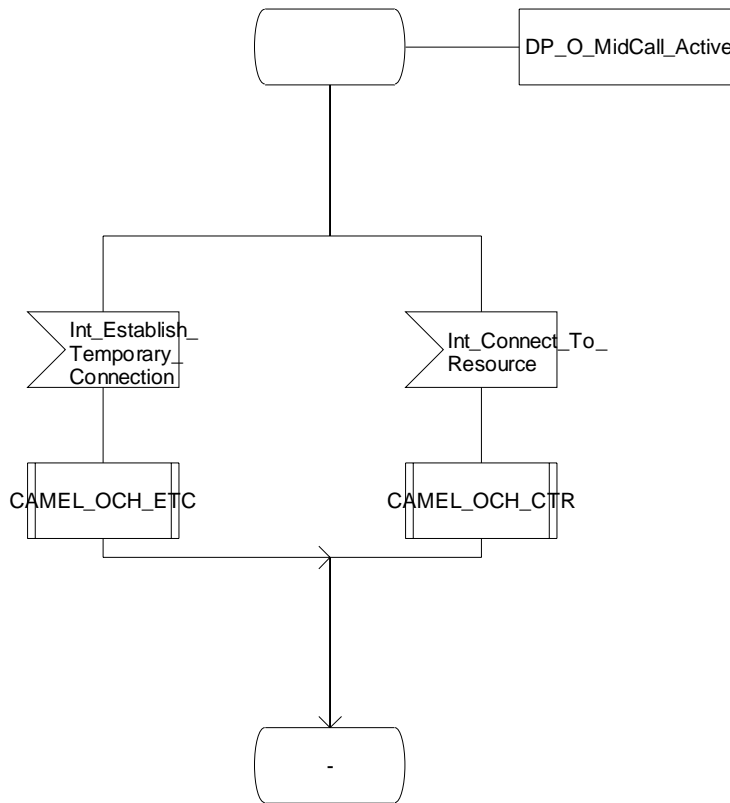 DP_O_MidCall_Active
Int_Establish_
Temporary_
Connection
Int_Connect_To_
Resource
CAMEL_OCH_ETC
CAMEL_OCH_CTR
-